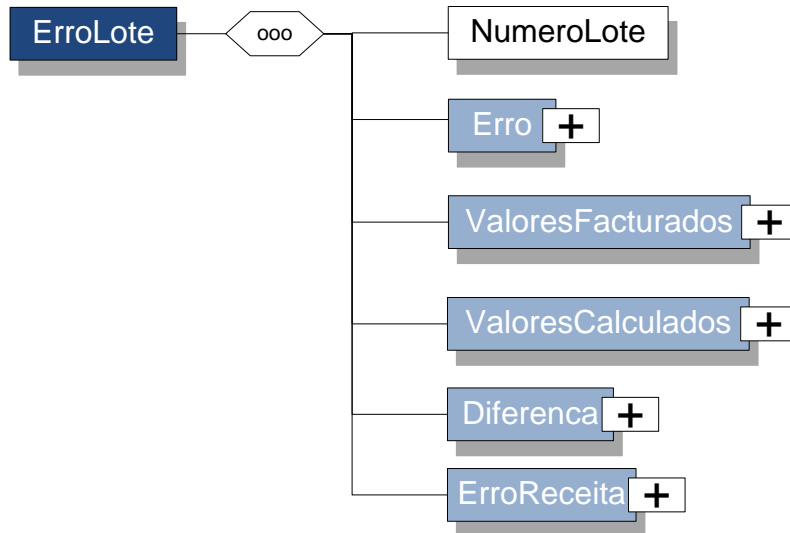 ErroLote
ooo
NumeroLote
Erro +
ValoresFacturados +
ValoresCalculados +
Diferenca +
ErroReceita +